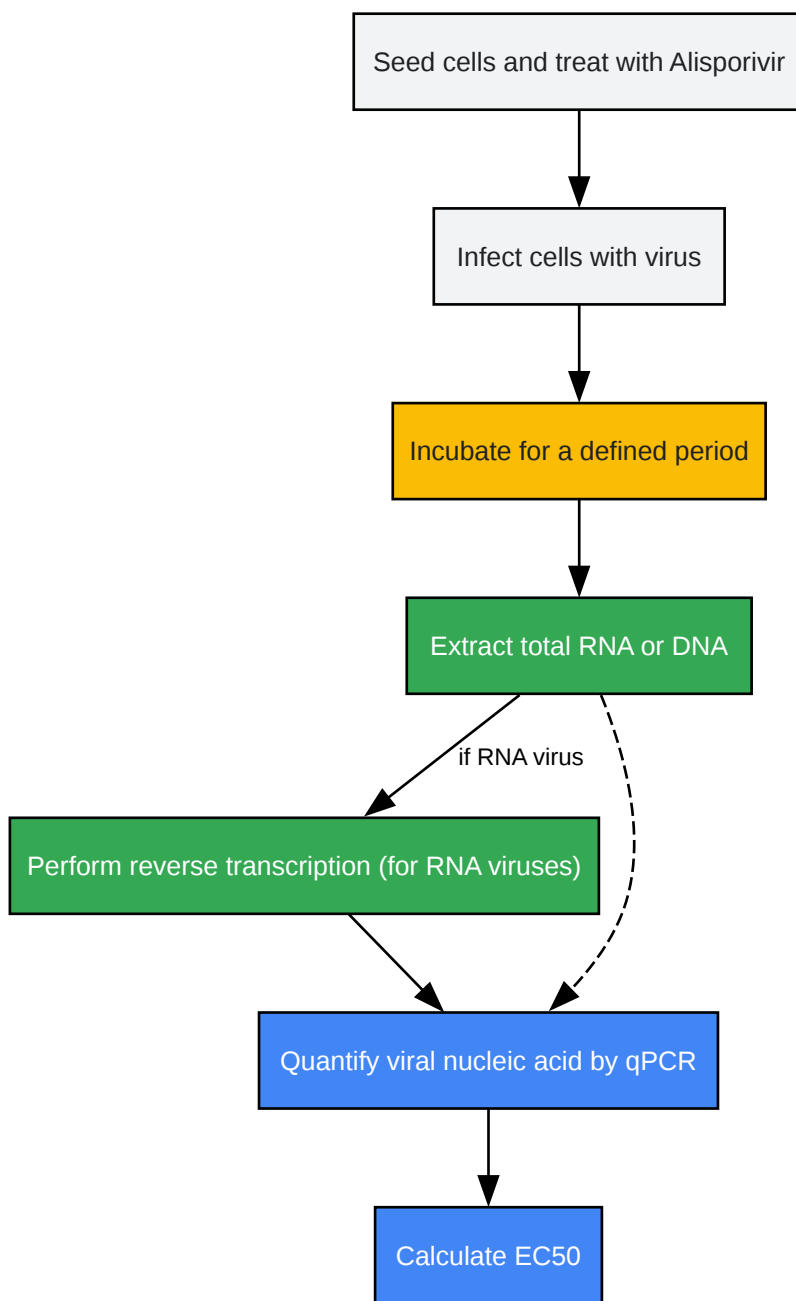 Seed cells and treat with Alisporivir
Infect cells with virus
Incubate for a defined period
Extract total RNA or DNA
if RNA virus
Perform reverse transcription (for RNA viruses)
Quantify viral nucleic acid by qPCR
Calculate EC50